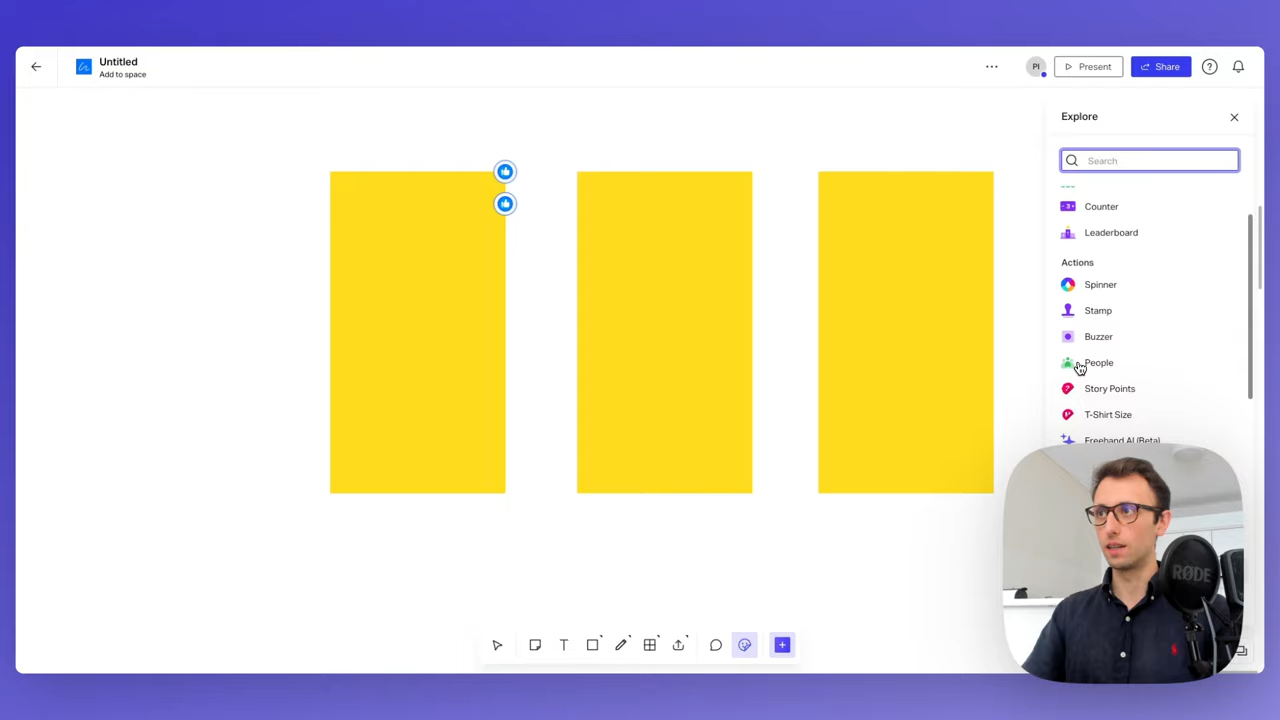 Untitled
Add to space
PI
Present
Share
?
Explore
Search
- 3 +
Counter
Leaderboard
Actions
Spinner
Stamp
Buzzer
People
Story Points
T-Shirt Size
Freehand AI (Beta)
T
RØDE